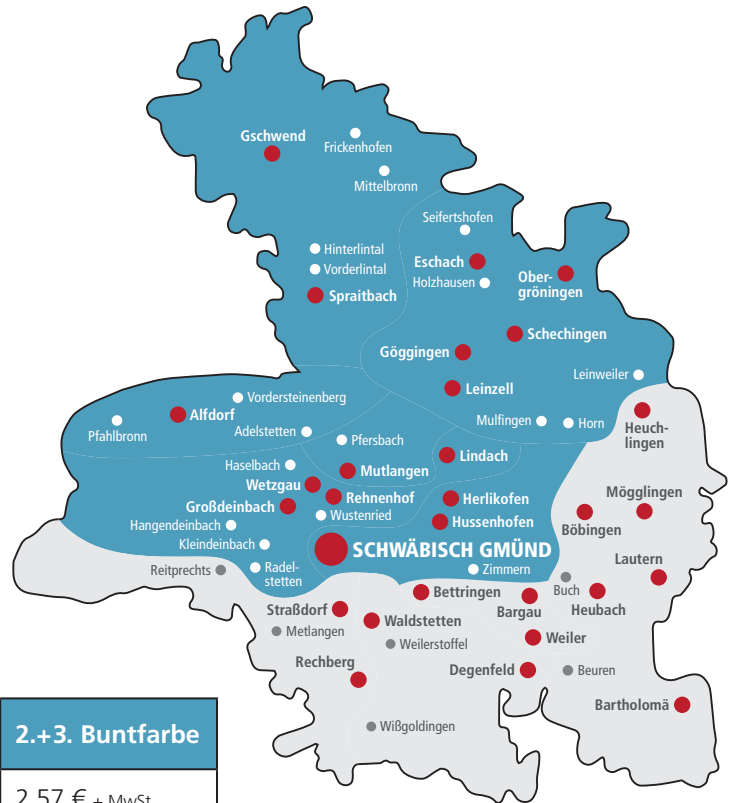 Gschwend
Frickenhofen
Mittelbronn
Seifertshofen
Hinterlintal
Eschach
Vorderlintal
Ober-
gröningen
Holzhausen
Spraitbach
Schechingen
Göggingen
Leinweiler
Leinzell
Vordersteinenberg
Alfdorf
Mulfingen
Horn
Heuch-
lingen
Pfahlbronn
Adelstetten
Pfersbach
Lindach
Haselbach
Mutlangen
Wetzgau
Mögglingen
Rehnenhof
Herlikofen
Großdeinbach
Wustenried
Hussenhofen
Böbingen
Hangendeinbach
Kleindeinbach
SCHWÄBISCH GMÜND
Lautern
Reitprechts
Radel-
stetten
Zimmern
Buch
Bettringen
Straßdorf
Bargau
Heubach
Waldstetten
Metlangen
Weilerstoffel
Weiler
Rechberg
Degenfeld
Beuren
Bartholomä
Wißgoldingen
2.+3. Buntfarbe
2,57 € + MwSt